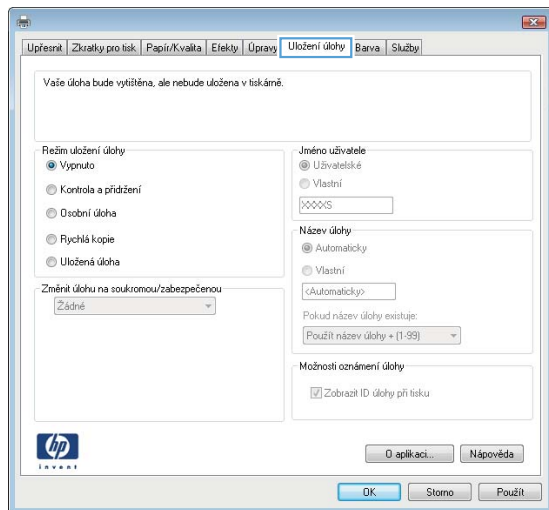 Upřesnit Zkratky pro tisk Papír/Kvalita Efekty Úpravy Uložení úlohy Barva Služby
Vaše úloha bude vytištěna, ale nebude uložena v tiskárně.
Režim uložení úlohy
Vypnuto
Kontrola a přidržení
Osobní úloha
Rychlá kopie
Uložená úloha
Změnit úlohu na soukromou/zabezpečenou
Žádné
Jméno uživatele
Uživatelské
Vlastní
XXXXS
Název úlohy
Automaticky
Vlastní
<Automaticky>
Pokud název úlohy existuje:
Použít název úlohy + (1-99)
Možnosti oznámení úlohy
Zobrazit ID úlohy při tisku
hp
invent
O aplikaci... Nápověda
OK Storno Použít